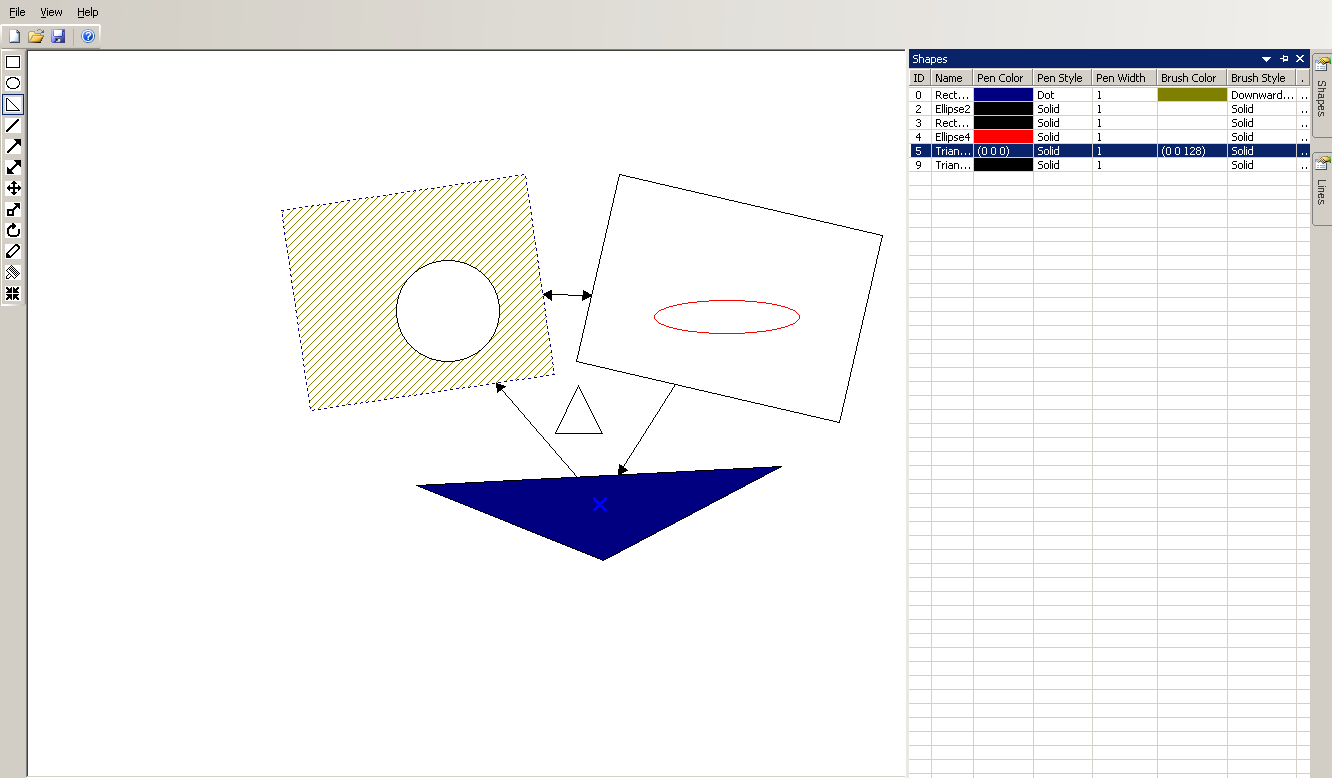 File View Help
Shapes
ID Name Pen Color Pen Style Pen Width Brush Color Brush Style .
0 Rect... Dot 1 Downward...
2 Ellipse2 Solid 1 Solid ..
3 Rect... Solid 1 Solid ..
4 Ellipse4 Solid 1 Solid ..
5 Trian... (0 0 0) Solid 1 (0 0 128) Solid ..
9 Trian... Solid 1 Solid ..
Shapes
Lines